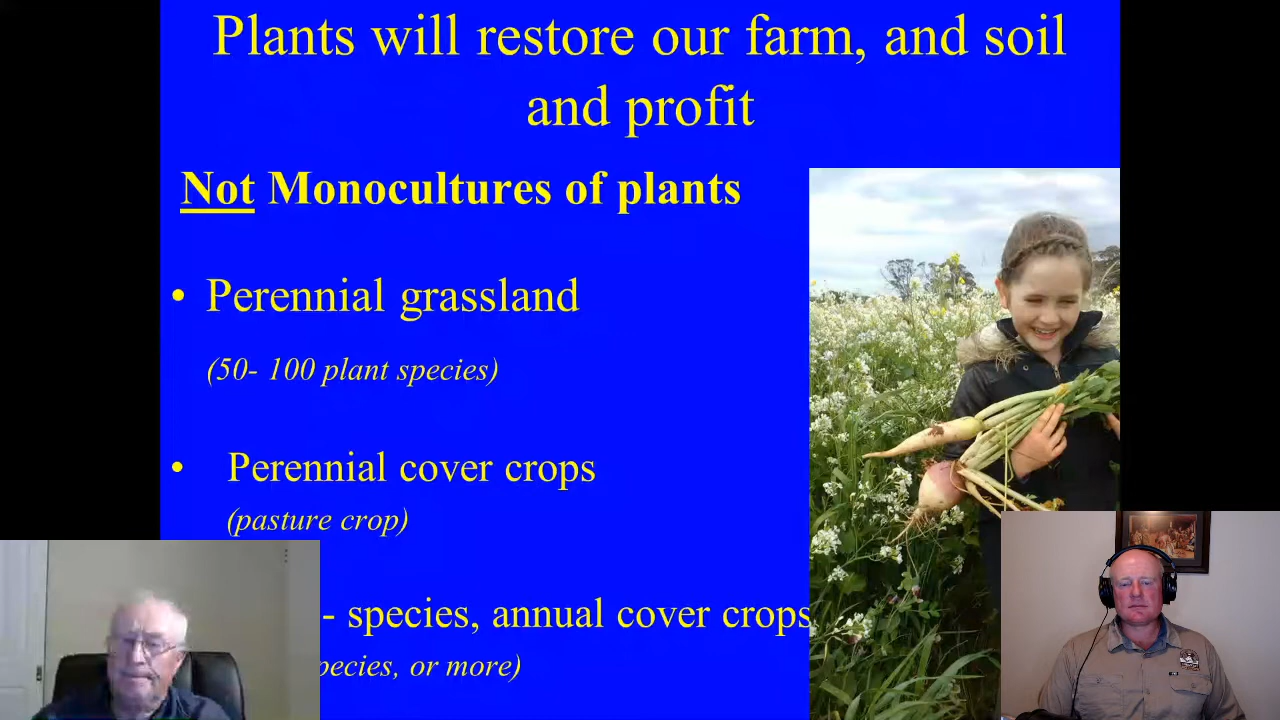 Plants will restore our farm, and soil
and profit
Not Monocultures of plants
• Perennial grassland
(50- 100 plant species)
• Perennial cover crops
(pasture crop)
- species, annual cover crops
species, or more)